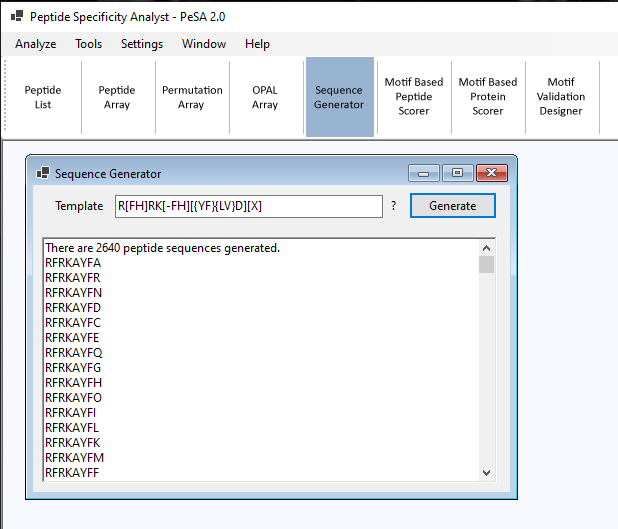 Peptide Specificity Analyst - PeSA 2.0
Analyze Tools Settings Window Help
Peptide List
Peptide Array
Permutation Array
OPAL Array
Sequence Generator
Motif Based Peptide Scorer
Motif Based Protein Scorer
Motif Validation Designer
Sequence Generator
Template R[FH]RK[-FH][{YF}{LV}D][X] ? Generate
There are 2640 peptide sequences generated.
RFRKAYFA
RFRKAYFR
RFRKAYFN
RFRKAYFD
RFRKAYFC
RFRKAYFE
RFRKAYFQ
RFRKAYFG
RFRKAYFH
RFRKAYFO
RFRKAYFI
RFRKAYFL
RFRKAYFK
RFRKAYFM
RFRKAYFF